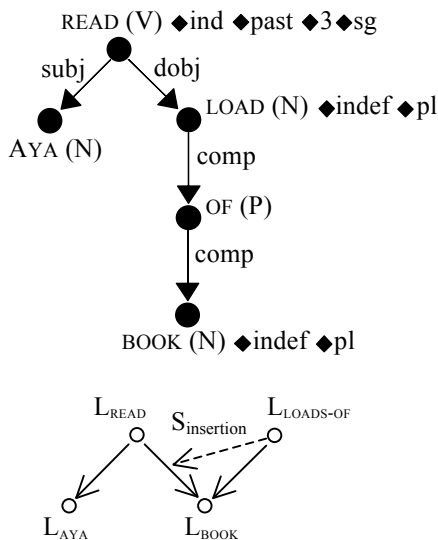 READ (V) ◆ind ◆past ◆3 ◆sg
subj dobj
LOAD (N) ◆indef ◆pl
AYA (N)
comp
OF (P)
comp
BOOK (N) ◆indef ◆pl
L_READ L_LOADS-OF
S_insertion
L_AYA L_BOOK